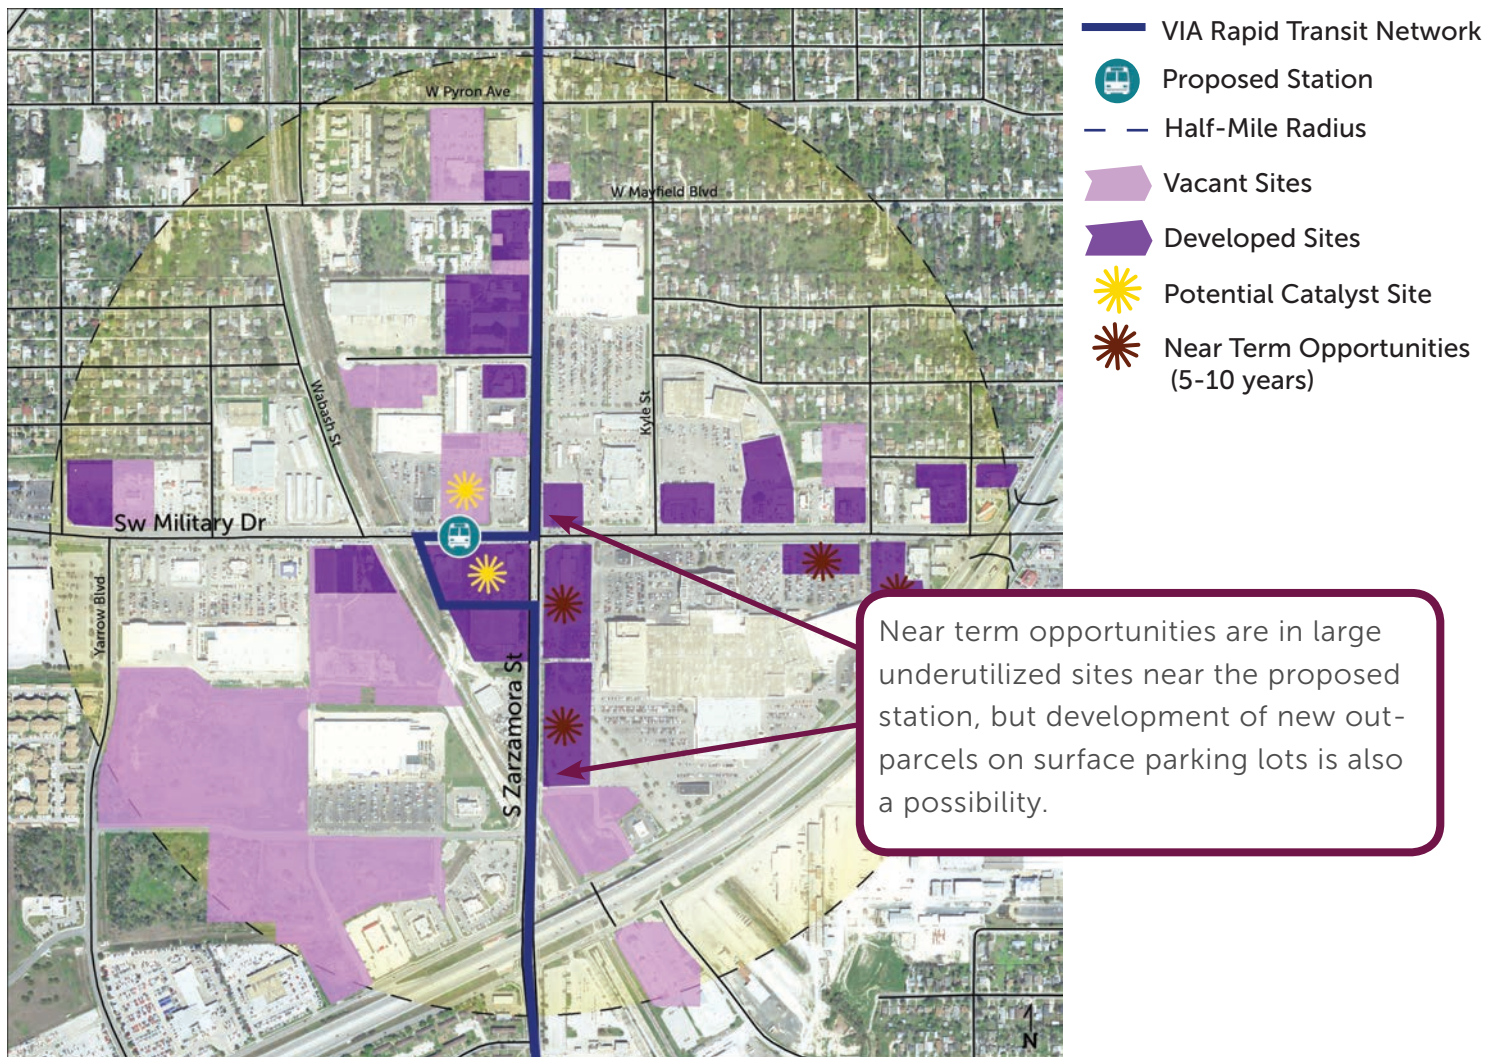 VIA Rapid Transit Network
Proposed Station
Half-Mile Radius
Vacant Sites
Developed Sites
Potential Catalyst Site
Near Term Opportunities
(5-10 years)
W Pyron Ave
W Mayfield Blvd
Wabash St
Kyle St
Sw Military Dr
Yarrow Blvd
S Zarzamora St
Near term opportunities are in large
underutilized sites near the proposed
station, but development of new out-
parcels on surface parking lots is also
a possibility.
N